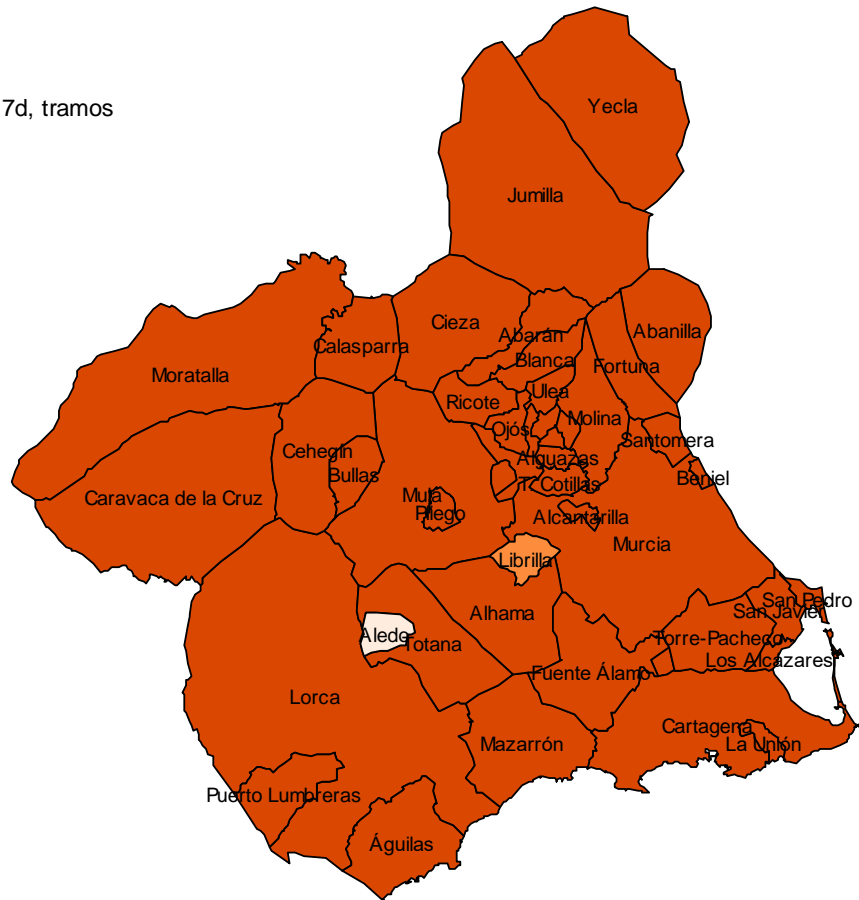 7d, tramos
Yecla
Jumilla
Cieza
Abarán
Abanilla
Calasparra
Blanca
Fortuna
Moratalla
Ulea
Ricote
Molina
Ojós
Santomera
Cehegín
Alguazas
Bullas
Beniel
T. Cotillas
Caravaca de la Cruz
Mula
Pliego
Alcantarilla
Murcia
Librilla
San Pedro
San Javier
Alhama
Aledo
Totana
Torre-Pacheco
Los Alcázares
Fuente Álamo
Lorca
Cartagena
Mazarrón
La Unión
Puerto Lumbreras
Águilas